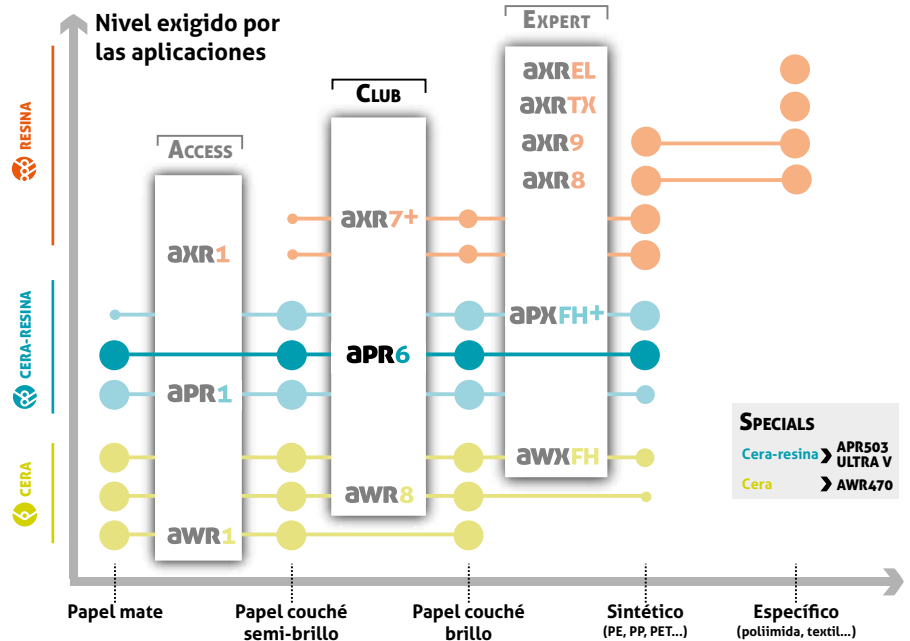 Nivel exigido por
las aplicaciones
EXPERT
CLUB
ACCESS
RESINA
CERA-RESINA
CERA
aXREL
aXRTX
aXR9
aXR8
aXR7+
aXR1
aPXFH+
aPR6
aPR1
aWXFH
aWR8
aWR1
SPECIALS
Cera-resina
APR503
ULTRA V
Cera
AWR470
Papel mate
Papel couché
semi-brillo
Papel couché
brillo
Sintético
(PE, PP, PET...)
Específico
(poliimida, textil...)